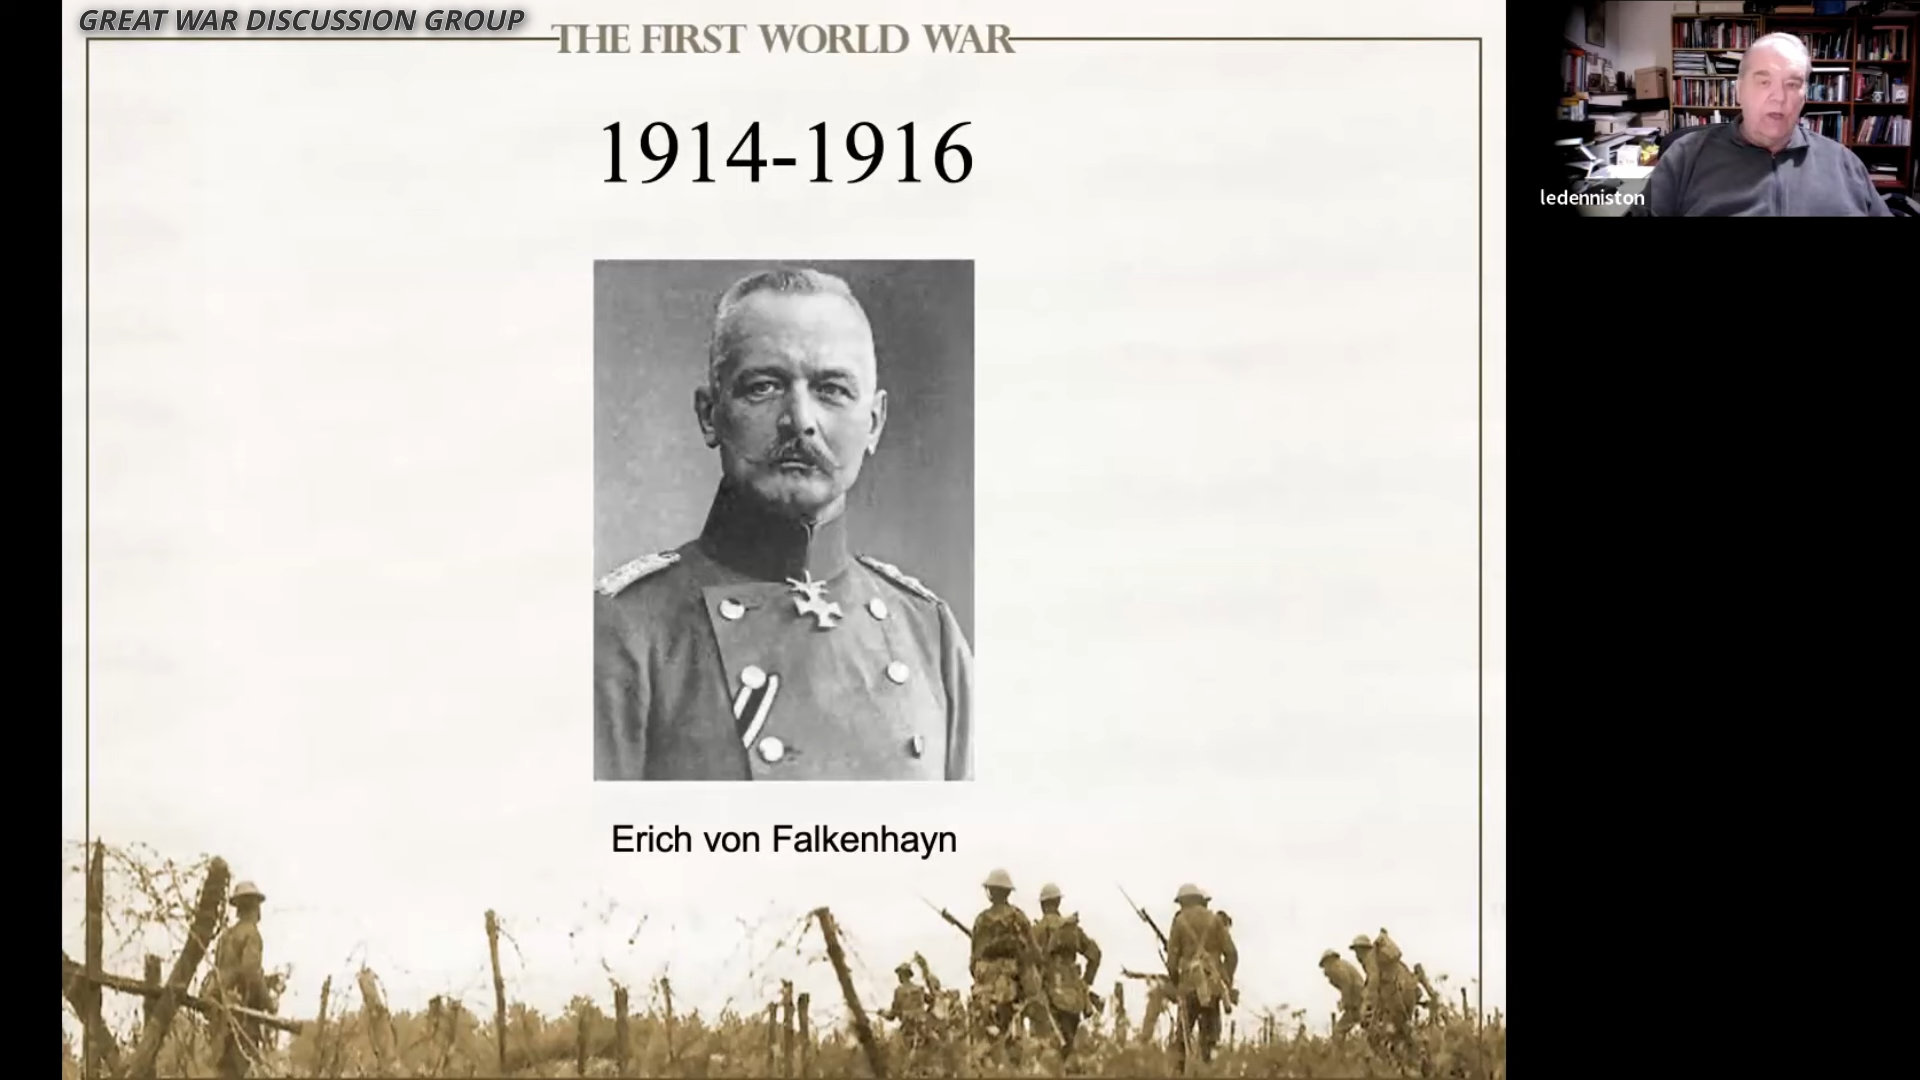 GREAT WAR DISCUSSION GROUP
THE FIRST WORLD WAR
1914-1916
ledenniston
Erich von Falkenhayn